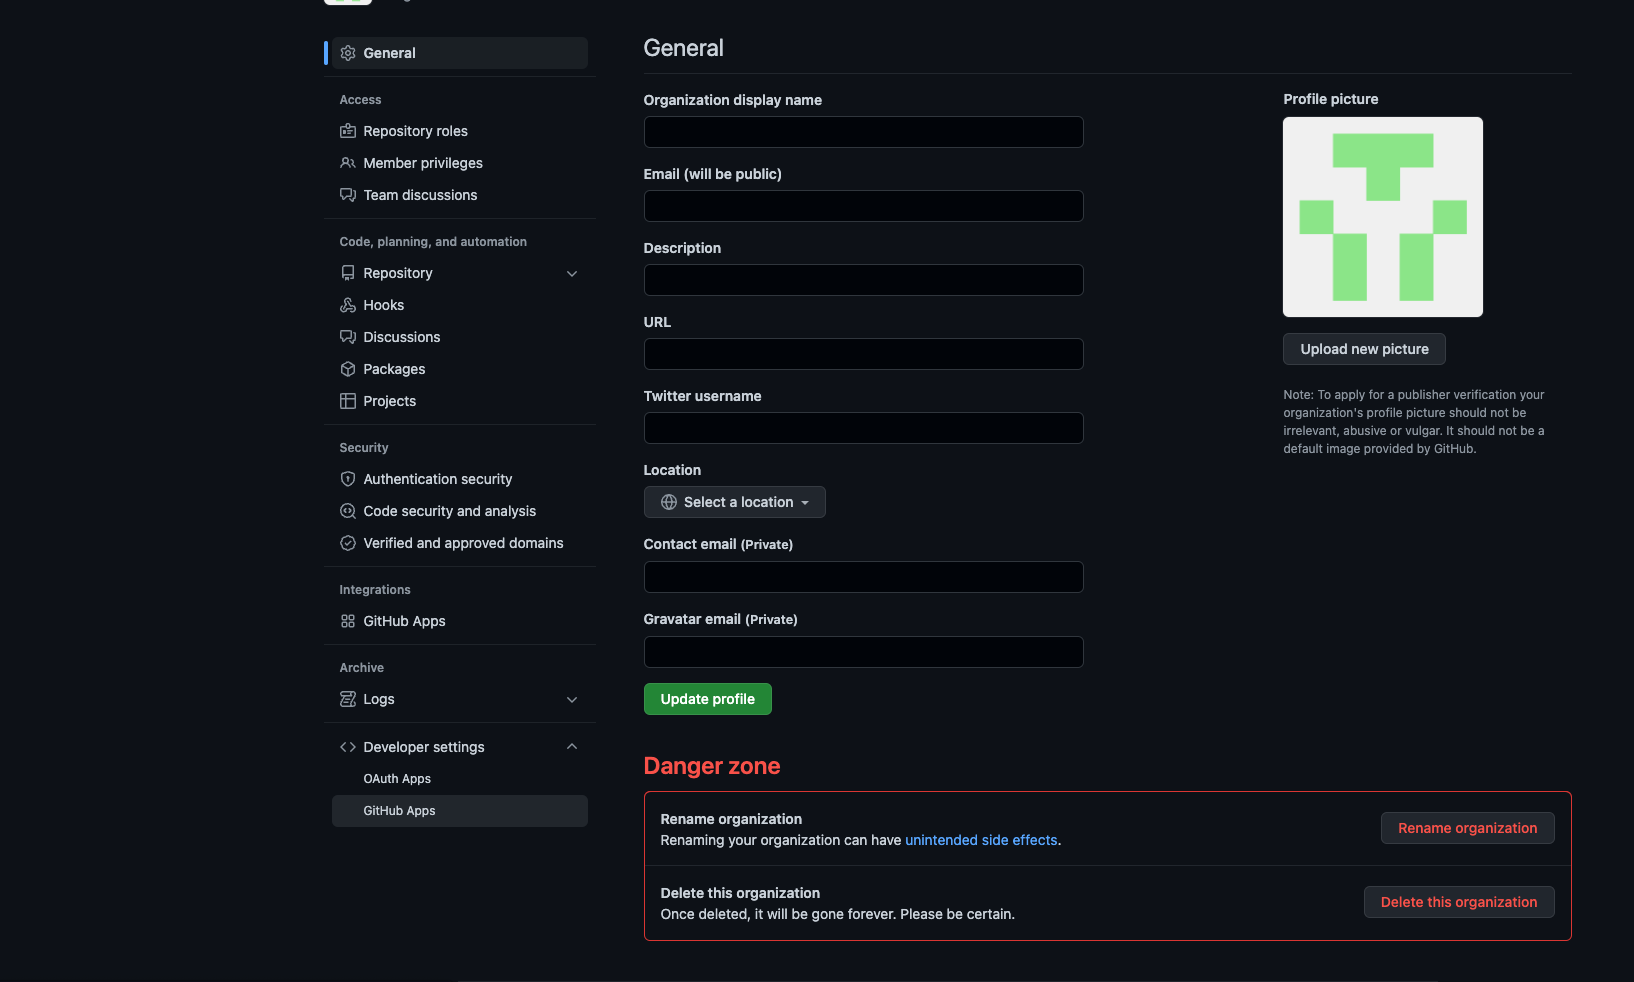 General
Access
Repository roles
Member privileges
Team discussions
Code, planning, and automation
Repository
Hooks
Discussions
Packages
Projects
Security
Authentication security
Code security and analysis
Verified and approved domains
Integrations
GitHub Apps
Archive
Logs
Developer settings
OAuth Apps
GitHub Apps
General
Organization display name
Email (will be public)
Description
URL
Twitter username
Location
Select a location
Contact email (Private)
Gravatar email (Private)
Update profile
Profile picture
Upload new picture
Note: To apply for a publisher verification your
organization's profile picture should not be
irrelevant, abusive or vulgar. It should not be a
default image provided by GitHub.
Danger zone
Rename organization
Renaming your organization can have unintended side effects.
Rename organization
Delete this organization
Once deleted, it will be gone forever. Please be certain.
Delete this organization